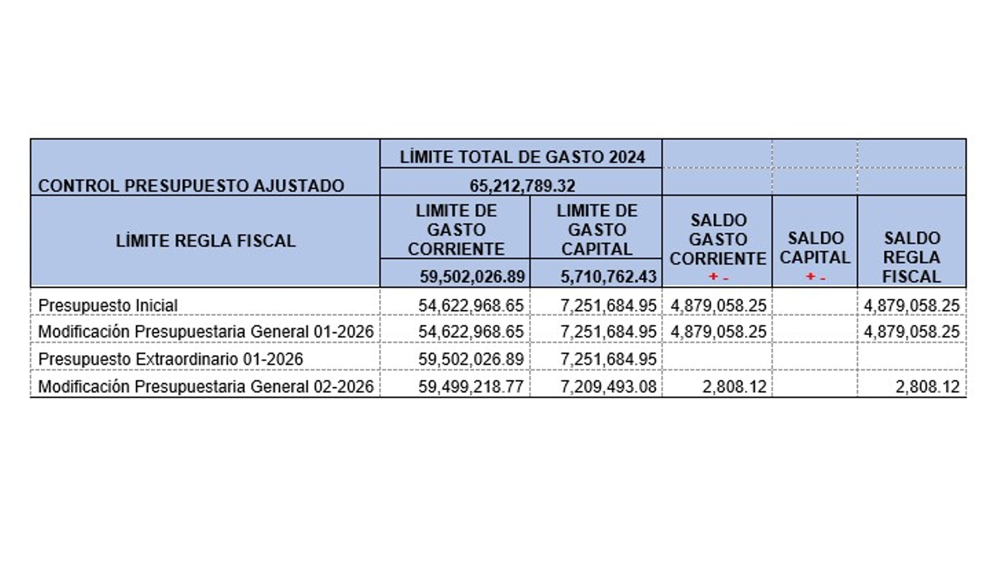 LÍMITE TOTAL DE GASTO 2024
CONTROL PRESUPUESTO AJUSTADO 65,212,789.32
LÍMITE REGLA FISCAL
LIMITE DE
GASTO
CORRIENTE
59,502,026.89
LIMITE DE
GASTO
CAPITAL
5,710,762.43
SALDO
GASTO
CORRIENTE
+ -
SALDO
CAPITAL
+ -
SALDO
REGLA
FISCAL
Presupuesto Inicial 54,622,968.65 7,251,684.95 4,879,058.25 4,879,058.25
Modificación Presupuestaria General 01-2026 54,622,968.65 7,251,684.95 4,879,058.25 4,879,058.25
Presupuesto Extraordinario 01-2026 59,502,026.89 7,251,684.95
Modificación Presupuestaria General 02-2026 59,499,218.77 7,209,493.08 2,808.12 2,808.12